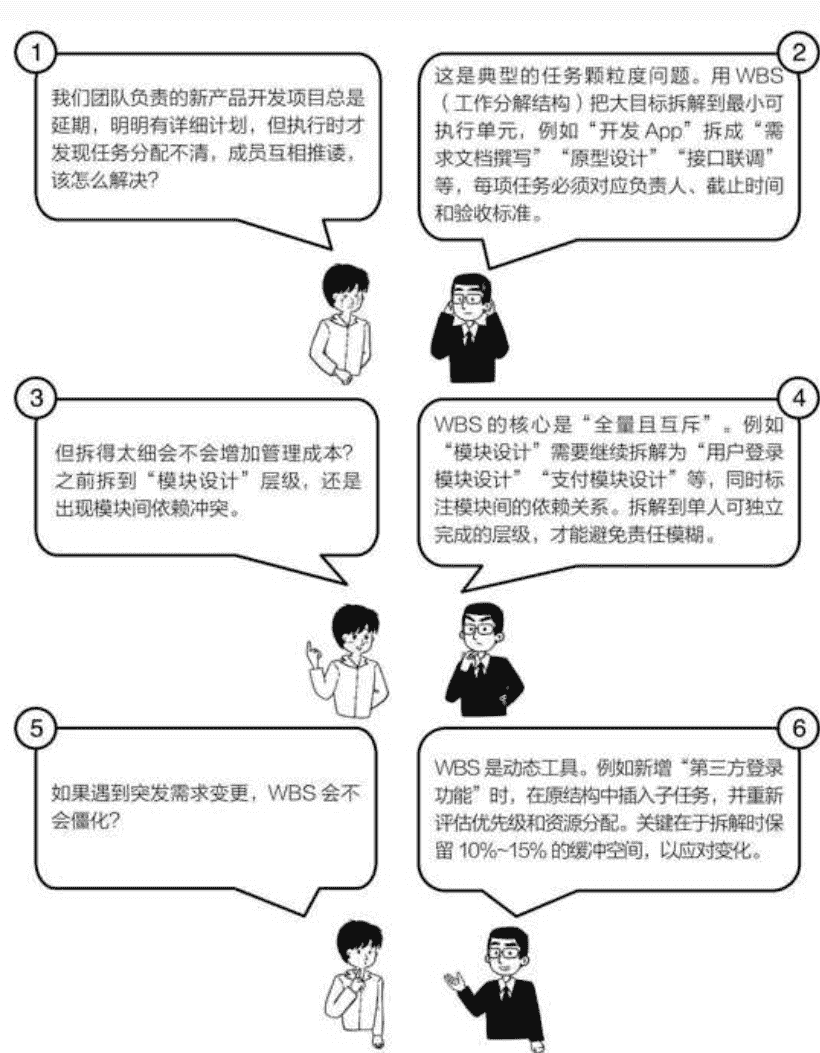 1
我们团队负责的新产品开发项目总是
延期，明明有详细计划，但执行时才
发现任务分配不清，成员互相推诿，
该怎么解决？
2
这是典型的任务颗粒度问题。用 WBS
（工作分解结构）把大目标拆解到最小可
执行单元，例如“开发 App”拆成“需
求文档撰写”“原型设计”“接口联调”
等，每项任务必须对应负责人、截止时间
和验收标准。
3
但拆得太细会不会增加管理成本？
之前拆到“模块设计”层级，还是
出现模块间依赖冲突。
4
WBS 的核心是“全量且互斥”。例如
“模块设计”需要继续拆解为“用户登录
模块设计”“支付模块设计”等，同时标
注模块间的依赖关系。拆解到单人可独立
完成的层级，才能避免责任模糊。
5
如果遇到突发需求变更，WBS 会不
会僵化？
6
WBS 是动态工具。例如新增“第三方登录
功能”时，在原结构中插入子任务，并重新
评估优先级和资源分配。关键在于拆解时保
留 10%~15% 的缓冲空间，以应对变化。